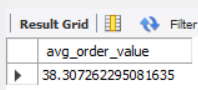 Result Grid Filter
avg_order_value
38.307262295081635